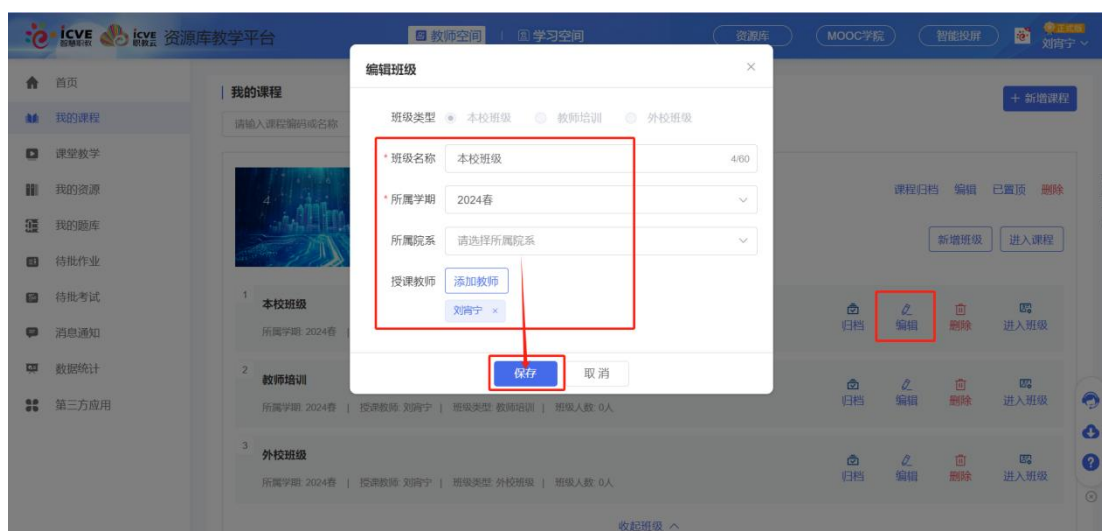 icve 智慧职教 icve 职教云 资源库教学平台 教师空间 | 学习空间 资源库 MOOC学院 智能投屏 正式版 刘宵宁
首页
我的课程
课堂教学
我的资源
我的题库
待批作业
待批考试
消息通知
数据统计
第三方应用
我的课程
+ 新增课程
请输入课程编码或名称
课程归档 编辑 已置顶 删除
新增班级 进入课程
1 本校班级
所属学期: 2024春 |
归档 编辑 删除 进入班级
2 教师培训
所属学期: 2024春 | 授课教师: 刘宵宁 | 班级类型: 教师培训 | 班级人数: 0人
归档 编辑 删除 进入班级
3 外校班级
所属学期: 2024春 | 授课教师: 刘宵宁 | 班级类型: 外校班级 | 班级人数: 0人
归档 编辑 删除 进入班级
收起班级
编辑班级 ×
班级类型 本校班级 教师培训 外校班级
* 班级名称 本校班级 4/60
* 所属学期 2024春
所属院系 请选择所属院系
授课教师 添加教师
刘宵宁 ×
保存 取消